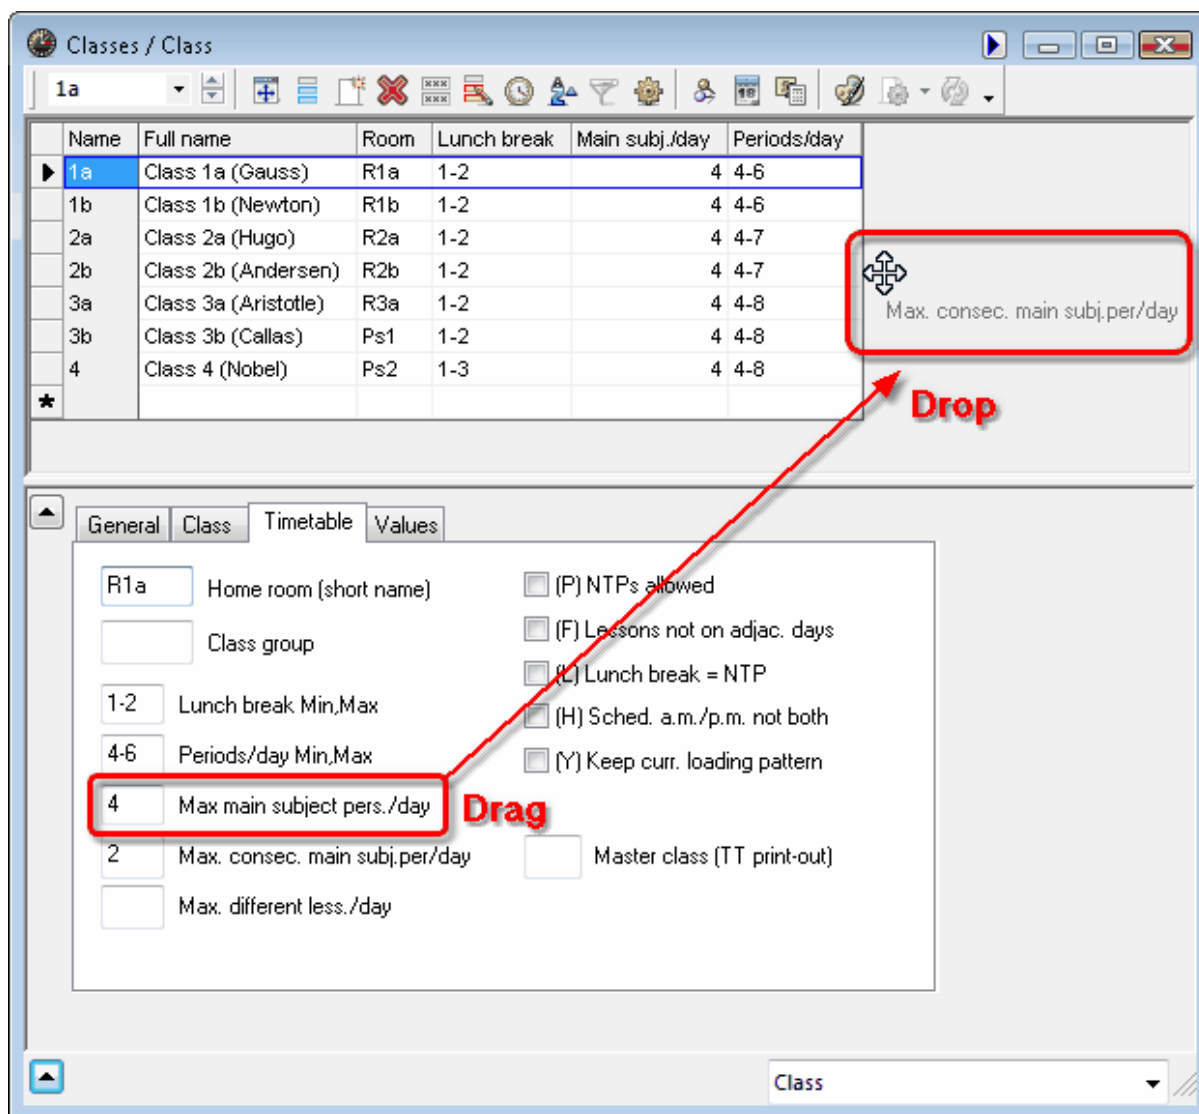 Classes / Class
1a
Name Full name Room Lunch break Main subj./day Periods/day
1a Class 1a (Gauss) R1a 1-2 4 4-6
1b Class 1b (Newton) R1b 1-2 4 4-6
2a Class 2a (Hugo) R2a 1-2 4 4-7
2b Class 2b (Andersen) R2b 1-2 4 4-7
3a Class 3a (Aristotle) R3a 1-2 4 4-8
3b Class 3b (Callas) Ps1 1-2 4 4-8
4 Class 4 (Nobel) Ps2 1-3 4 4-8
Max. consec. main subj.per/day
Drop
General Class Timetable Values
R1a Home room (short name) (P) NTPs allowed
Class group (F) Lessons not on adjac. days
(L) Lunch break = NTP
1-2 Lunch break Min,Max (H) Sched. a.m./p.m. not both
4-6 Periods/day Min,Max (Y) Keep curr. loading pattern
4 Max main subject pers./day Drag
2 Max. consec. main subj.per/day Master class (TT print-out)
Max. different less./day
Class